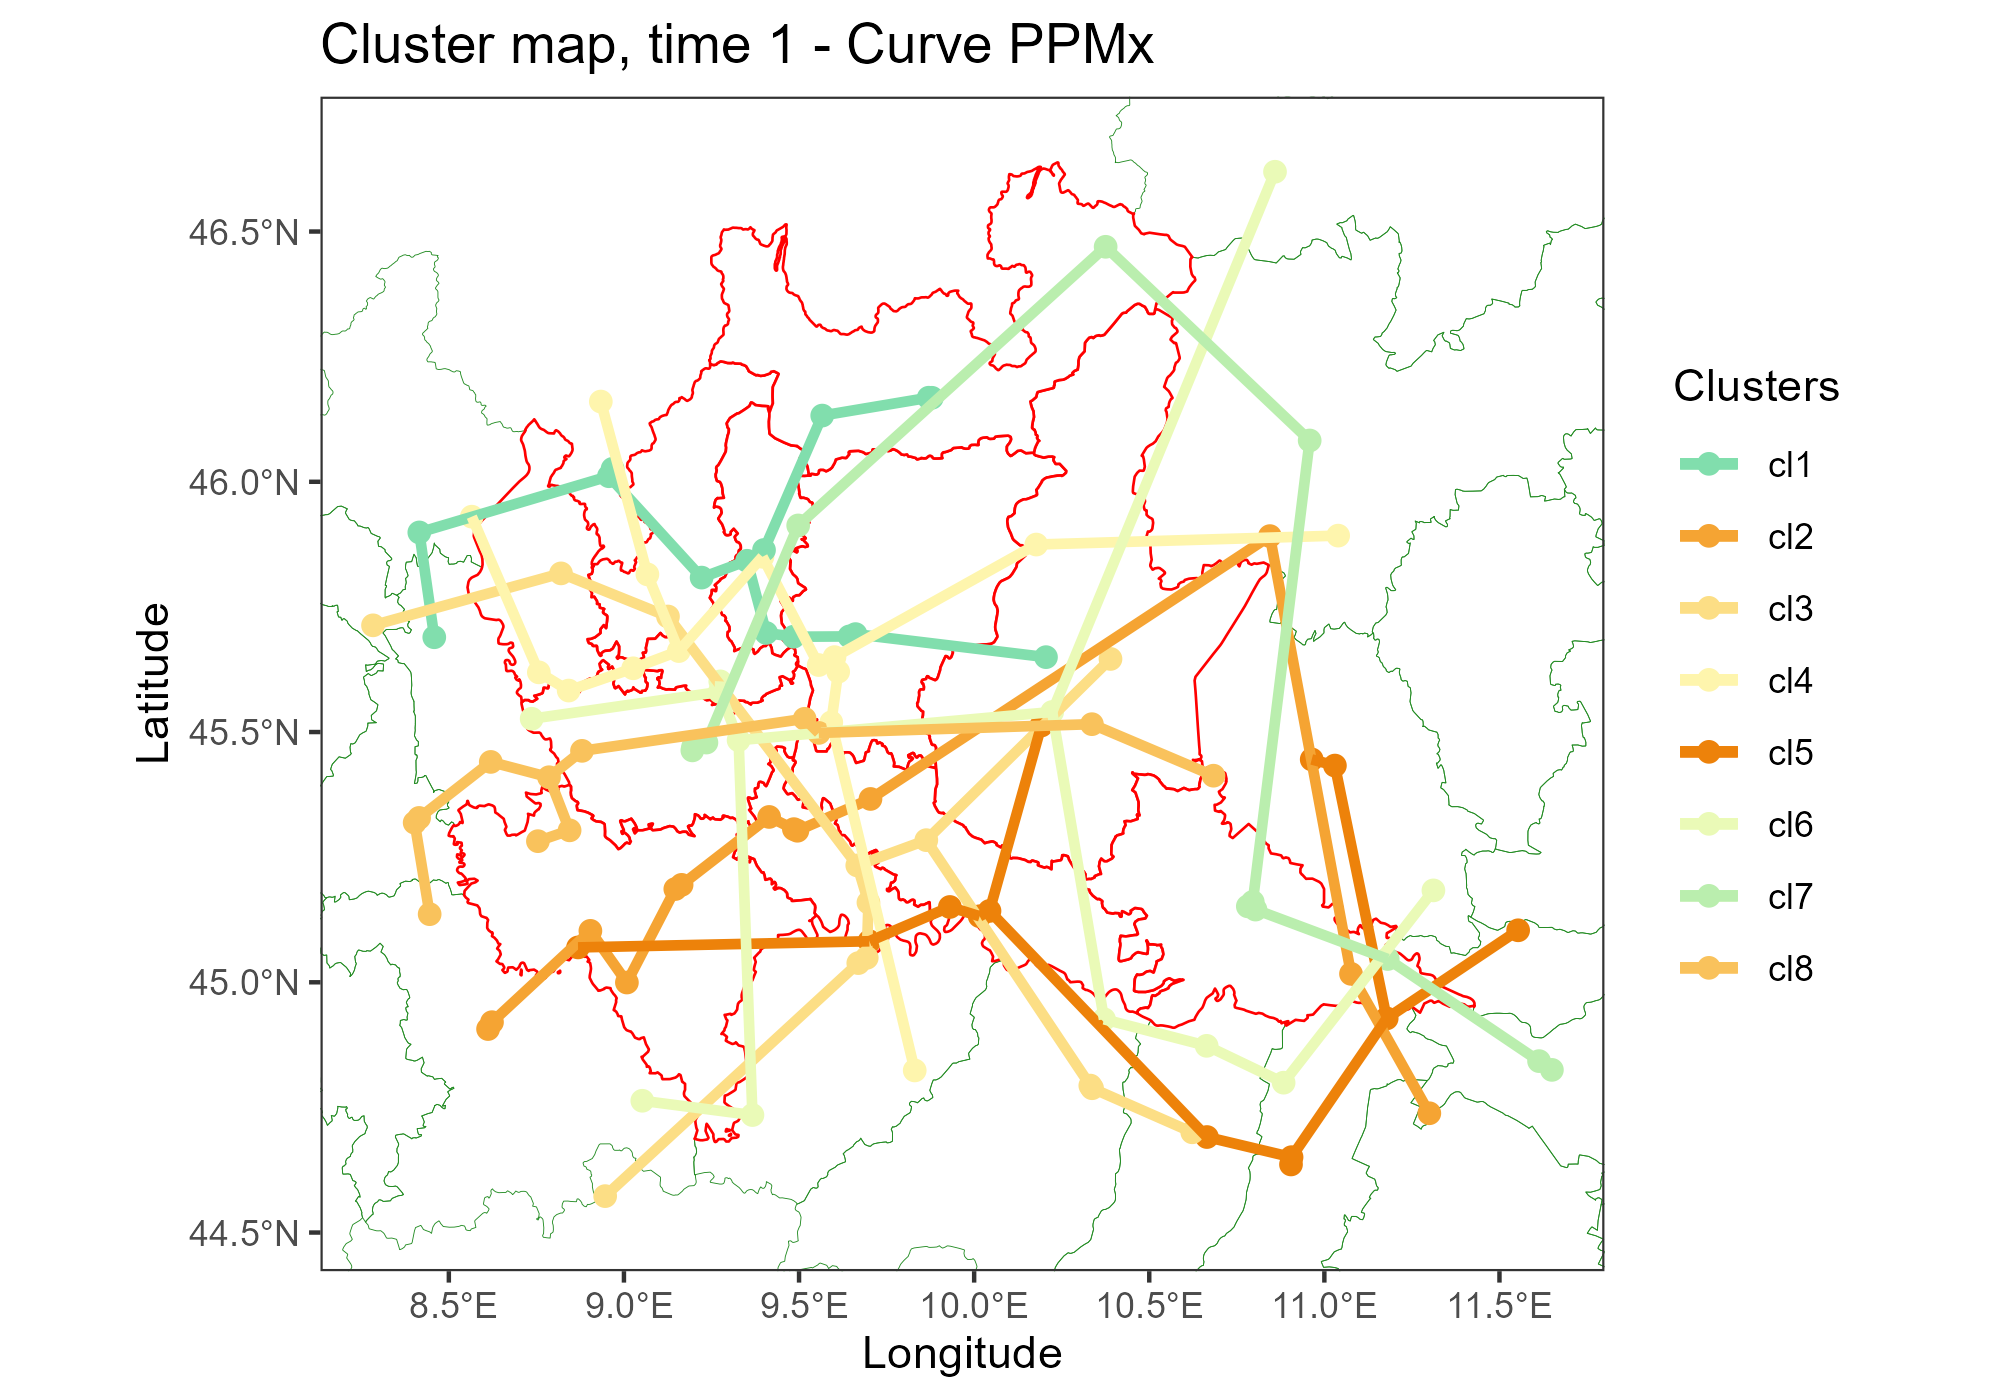 Cluster map, time 1 - Curve PPMx
46.5°N
46.0°N
45.5°N
45.0°N
44.5°N
Latitude
8.5°E
9.0°E
9.5°E
10.0°E
10.5°E
11.0°E
11.5°E
Longitude
Clusters
cl1
cl2
cl3
cl4
cl5
cl6
cl7
cl8